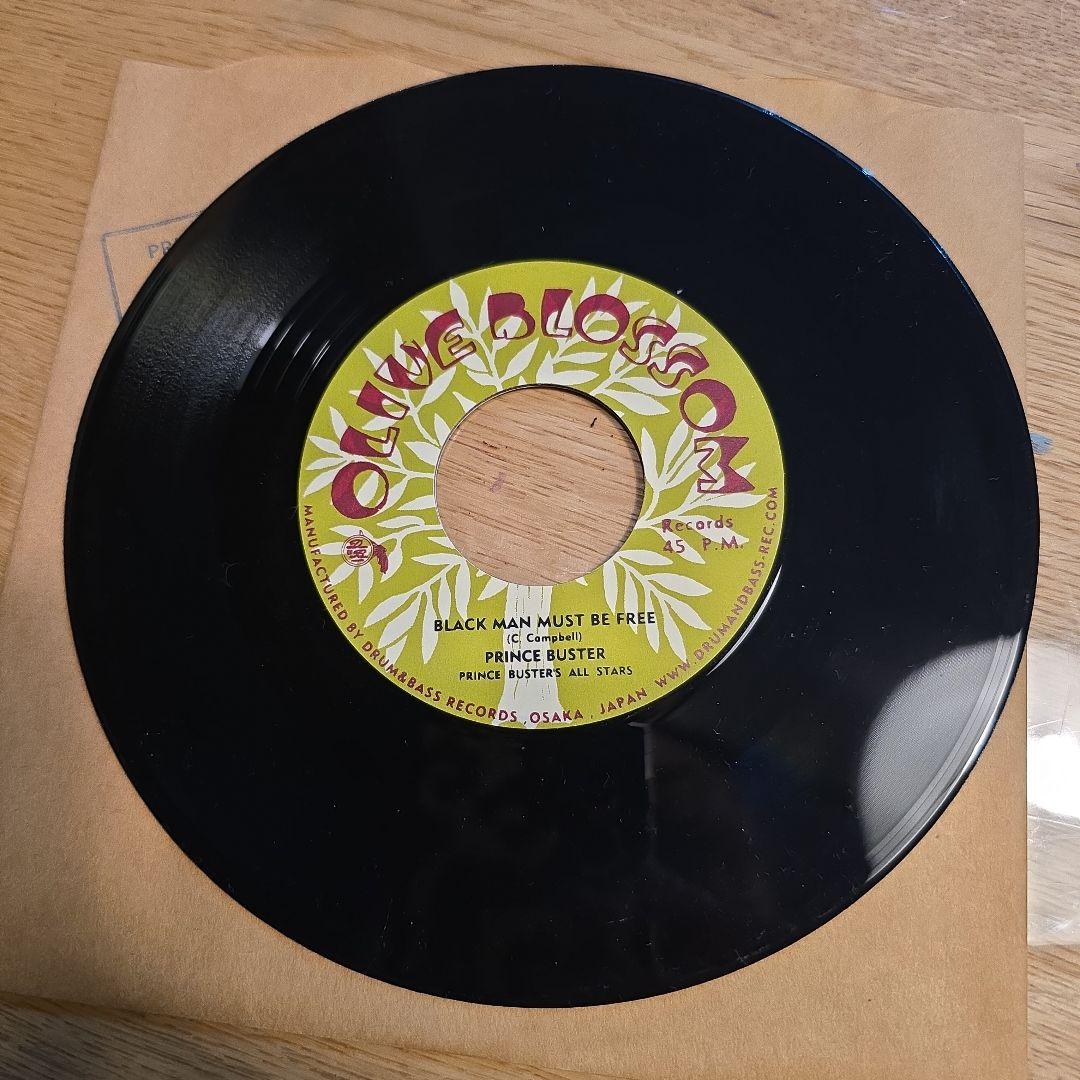 OLIVE BLOSSOM
Records
45 P.M.
BLACK MAN MUST BE FREE
(C. Campbell)
PRINCE BUSTER
PRINCE BUSTER'S ALL STARS
MANUFACTURED BY DRUM&BASS RECORDS, OSAKA, JAPAN WWW.DRUMANDBASS-REC.COM